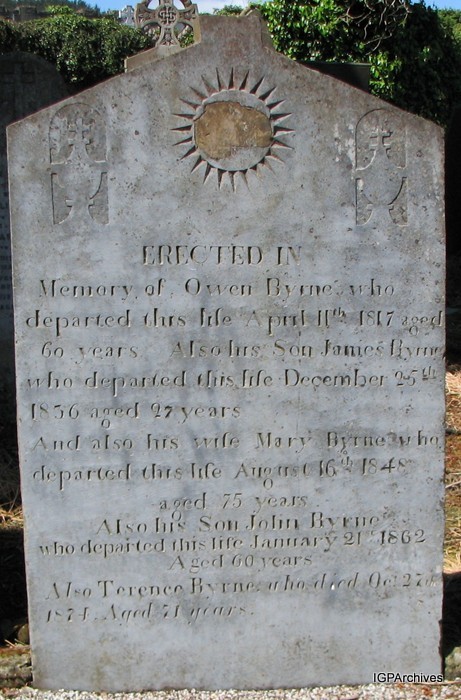 ERECTED IN
Memory of Owen Byrne who
departed this life April 11th 1817 aged
60 years Also his Son James Byrne
who departed this life December 25th
1836 aged 27 years
And also his wife Mary Byrne who
departed this life August 16th 1848
aged 75 years
Also his Son John Byrne
who departed this life January 21st 1862
Aged 60 years
Also Terence Byrne who died Oct 27th
1874. Aged 71 years.
IGPArchives